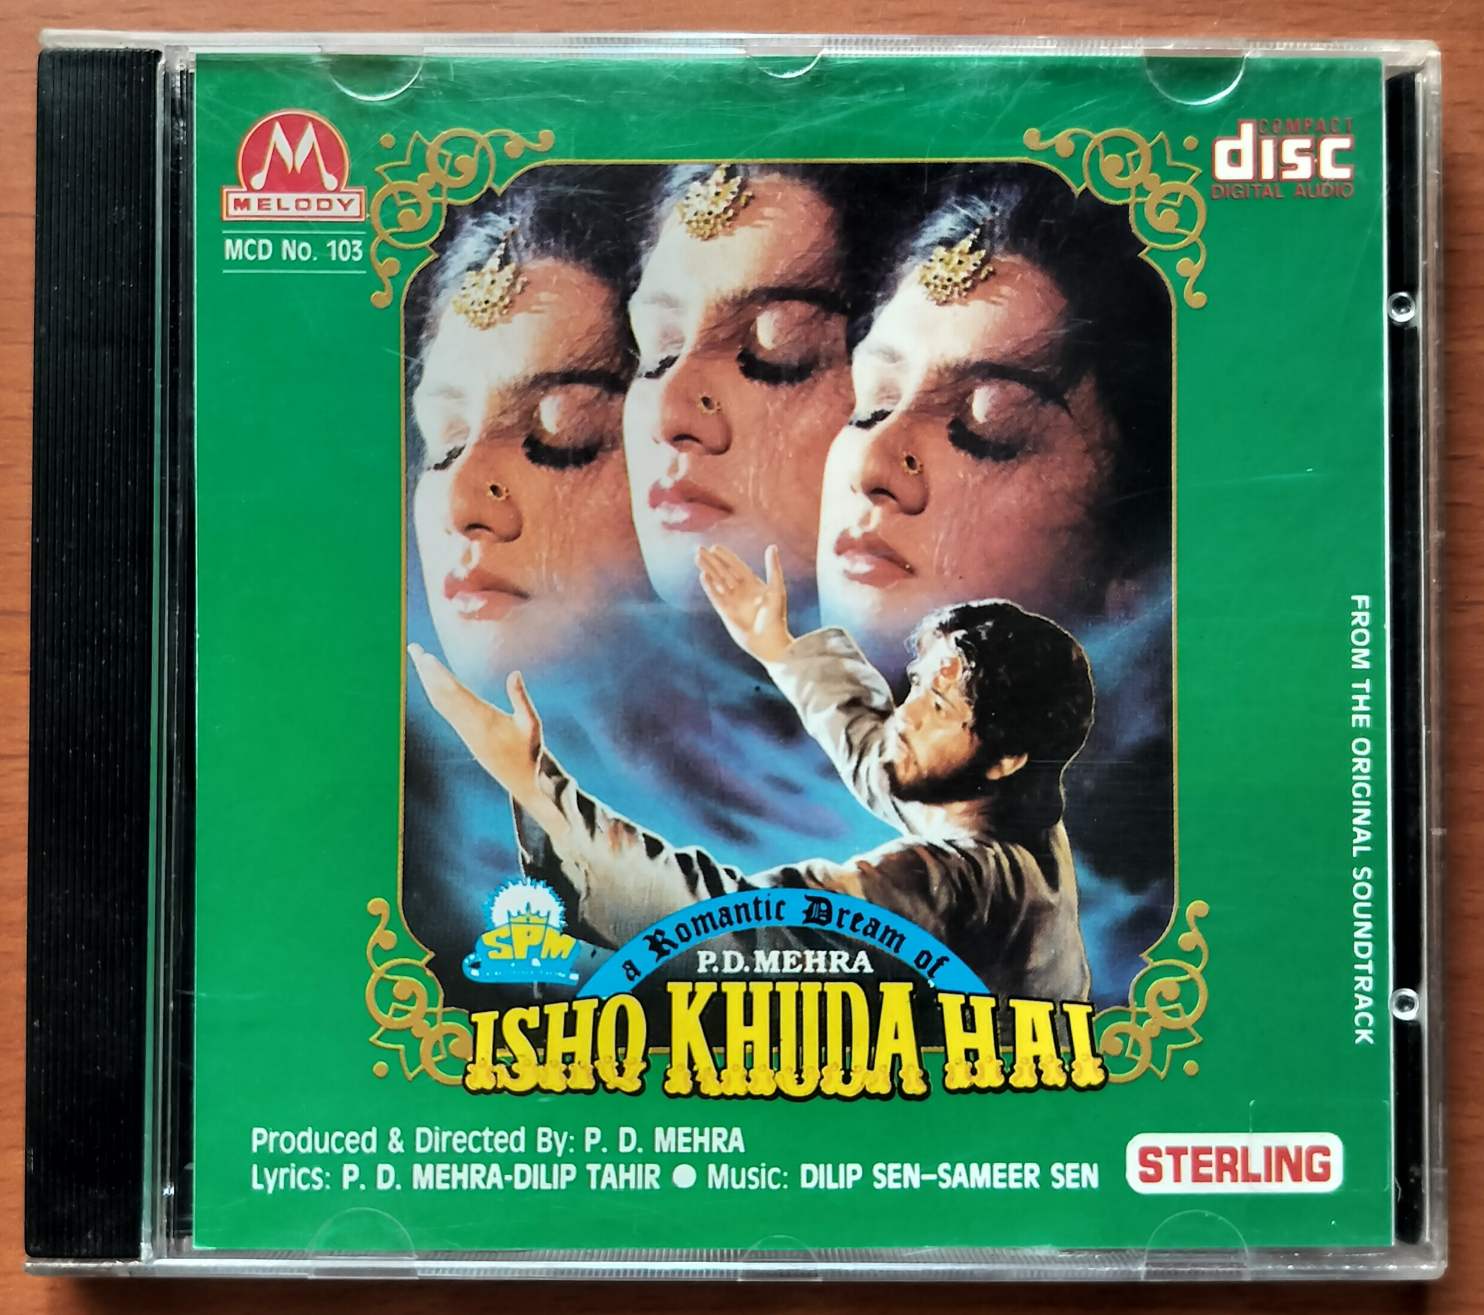 MELODY
MCD No. 103
COMPACT
disc
DIGITAL AUDIO
FROM THE ORIGINAL SOUNDTRACK
SPM
a Romantic Dream of
P.D.MEHRA
ISHQ KHUDA HAI
Produced & Directed By: P. D. MEHRA
Lyrics: P. D. MEHRA-DILIP TAHIR ● Music: DILIP SEN–SAMEER SEN
STERLING